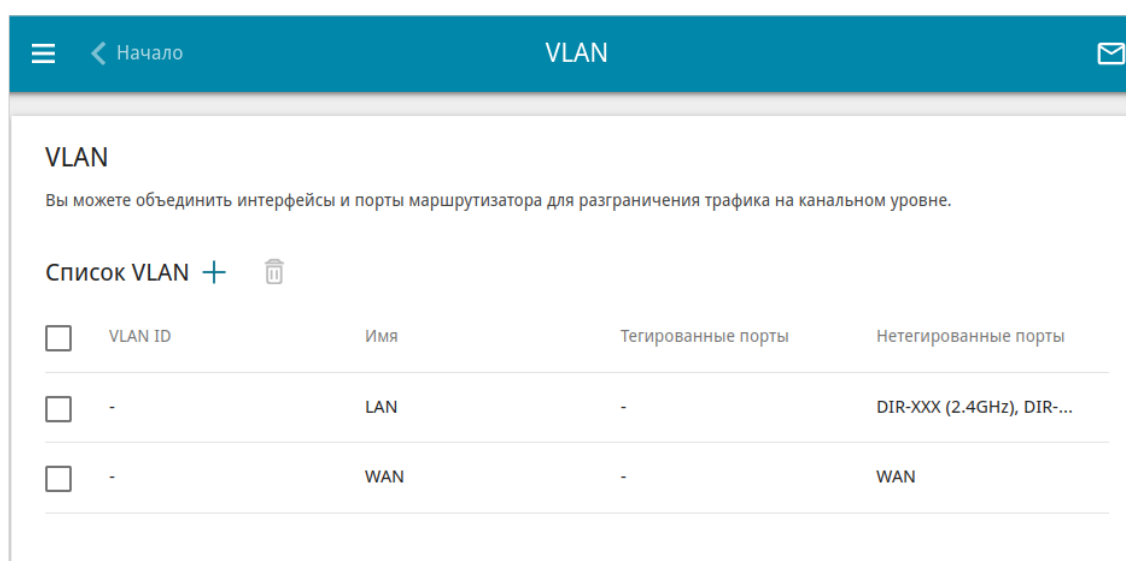 Начало VLAN
VLAN
Вы можете объединить интерфейсы и порты маршрутизатора для разграничения трафика на канальном уровне.
Список VLAN
VLAN ID Имя Тегированные порты Нетегированные порты
- LAN - DIR-XXX (2.4GHz), DIR-...
- WAN - WAN